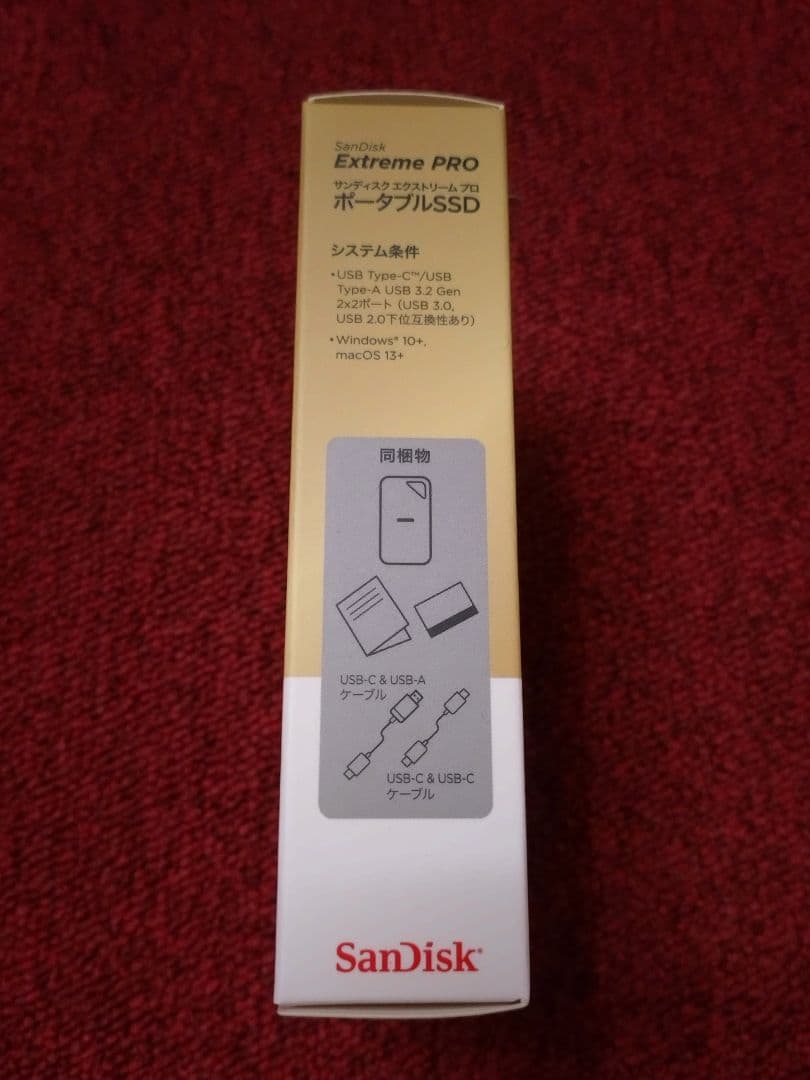 SanDisk
Extreme PRO
サンディスク エクストリーム プロ
ポータブルSSD
システム条件
•USB Type-C™/USB
Type-A USB 3.2 Gen
2x2ポート (USB 3.0,
USB 2.0下位互換性あり)
•Windows® 10+,
macOS 13+
同梱物
USB-C & USB-A
ケーブル
USB-C & USB-C
ケーブル
SanDisk®